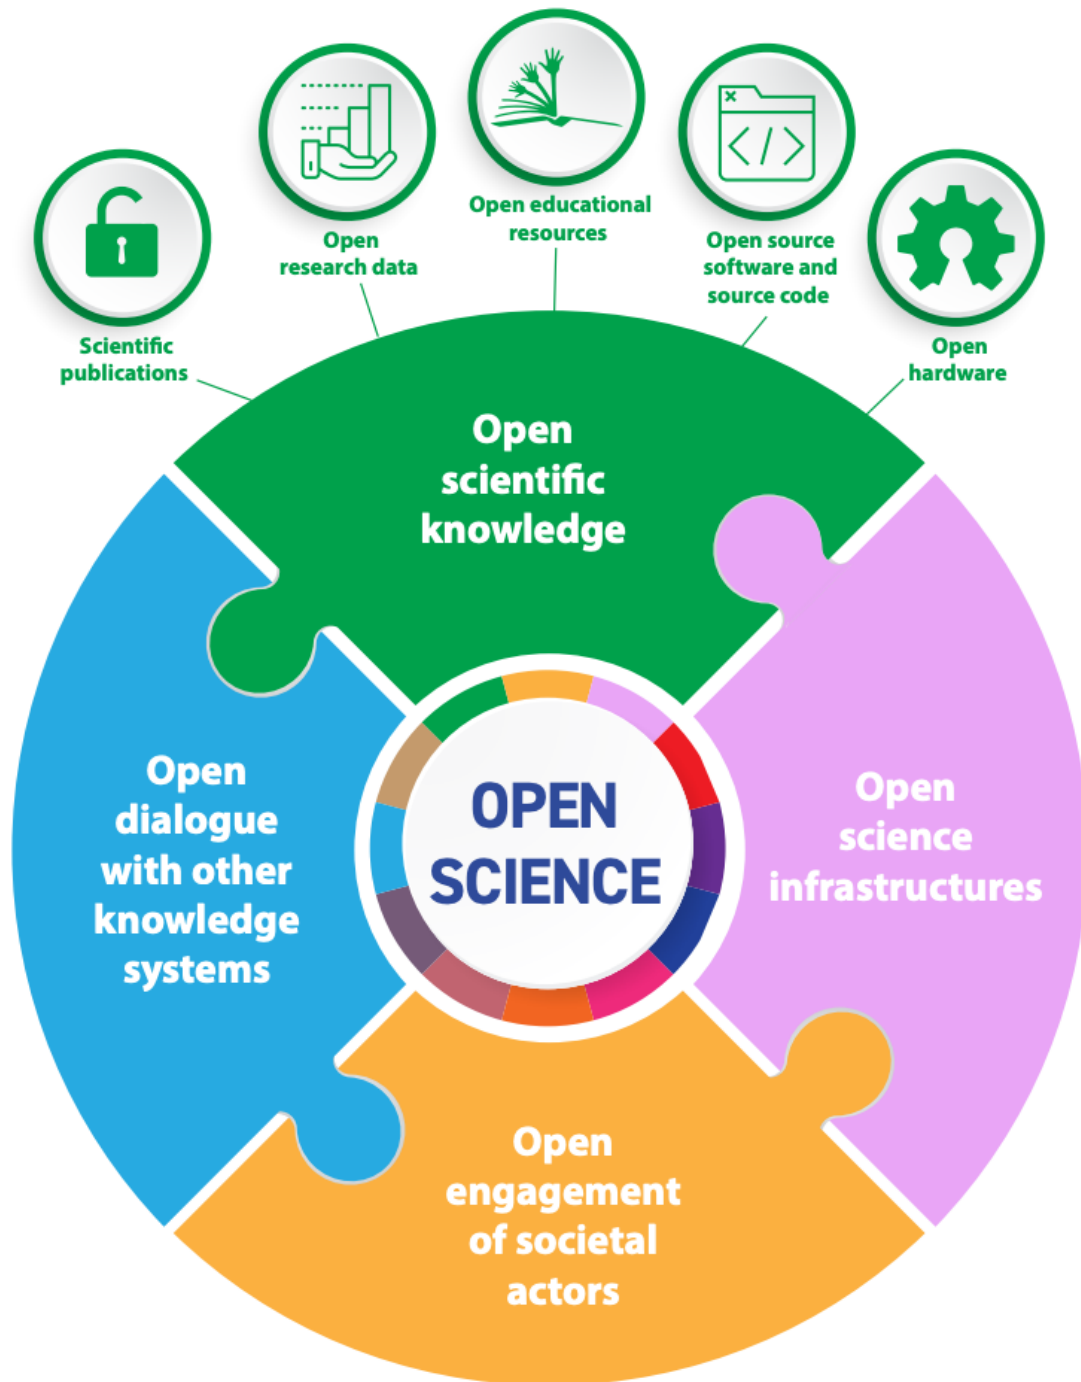 Open educational
resources
Open
research data
Open source
software and
source code
Scientific
publications
Open
hardware
Open
scientific
knowledge
Open
dialogue
with other
knowledge
systems
OPEN
SCIENCE
Open
science
infrastructures
Open
engagement
of societal
actors